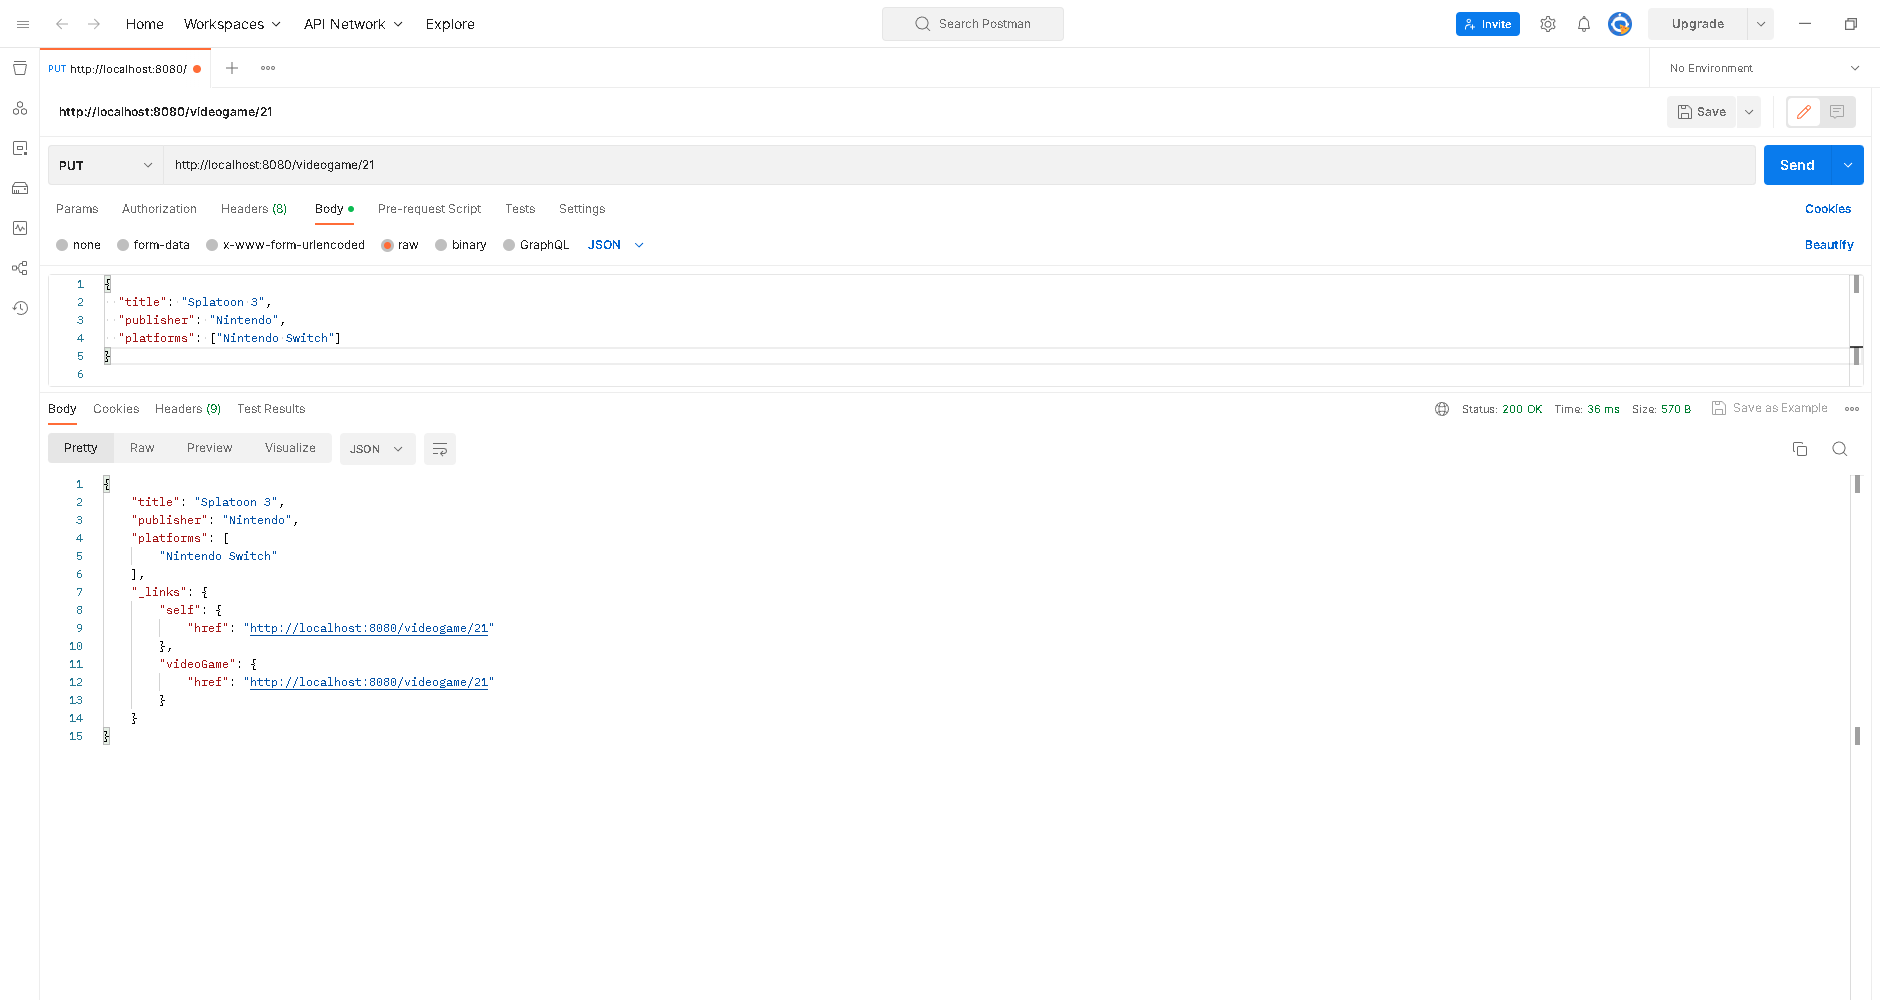 Home Workspaces API Network Explore Search Postman Invite Upgrade
PUT http://localhost:8080/ No Environment
http://localhost:8080/videogame/21 Save
PUT http://localhost:8080/videogame/21 Send
Params Authorization Headers (8) Body Pre-request Script Tests Settings Cookies
none form-data x-www-form-urlencoded raw binary GraphQL JSON Beautify
1 {
2 "title": "Splatoon 3",
3 "publisher": "Nintendo",
4 "platforms": ["Nintendo Switch"]
5 }
6
Body Cookies Headers (9) Test Results Status: 200 OK Time: 36 ms Size: 570 B Save as Example
Pretty Raw Preview Visualize JSON
1 {
2 "title": "Splatoon 3",
3 "publisher": "Nintendo",
4 "platforms": [
5 "Nintendo Switch"
6 ],
7 "_links": {
8 "self": {
9 "href": "http://localhost:8080/videogame/21"
10 },
11 "videoGame": {
12 "href": "http://localhost:8080/videogame/21"
13 }
14 }
15 }